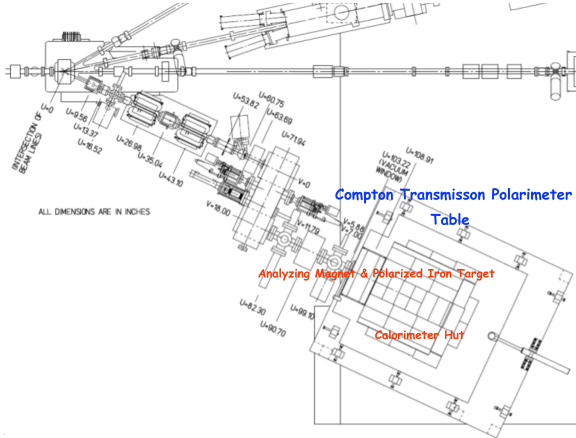 (INTERSECTION OF
BEAM LINES)
U=0
U=9.56
U=13.37
U=16.52
U=26.98
U=35.04
U=43.10
U=53.82
U=60.75
U=63.69
U=71.94
V=0
V=18.00
V=11.79
V=5.88
V=7.00
U=82.30
U=90.70
U=99.10
U=103.22
(VACUUM
WINDOW)
U=108.91
ALL DIMENSIONS ARE IN INCHES
Compton Transmisson Polarimeter
Table
Analyzing Magnet & Polarized Iron Target
Calorimeter Hut